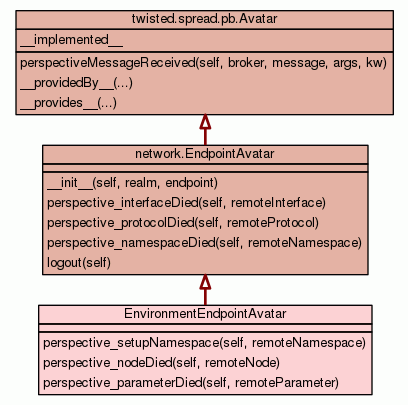 twisted.spread.pb.Avatar
__implemented__
perspectiveMessageReceived(self, broker, message, args, kw)
__providedBy__(...)
__provides__(...)
network.EndpointAvatar
__init__(self, realm, endpoint)
perspective_interfaceDied(self, remoteInterface)
perspective_protocolDied(self, remoteProtocol)
perspective_namespaceDied(self, remoteNamespace)
logout(self)
EnvironmentEndpointAvatar
perspective_setupNamespace(self, remoteNamespace)
perspective_nodeDied(self, remoteNode)
perspective_parameterDied(self, remoteParameter)